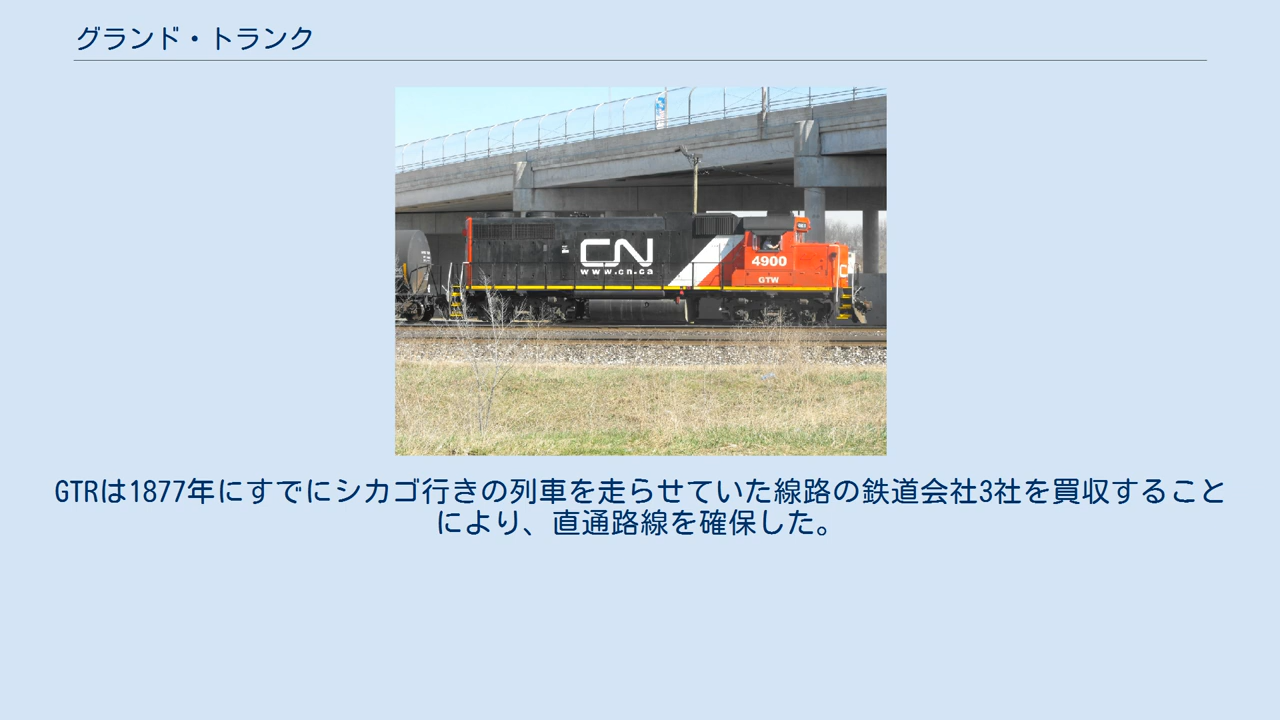 グランド・トランク
CN
www.cn.ca
4900
GTW
GTRは1877年にすでにシカゴ行きの列車を走らせていた線路の鉄道会社3社を買収すること
により、直通路線を確保した。